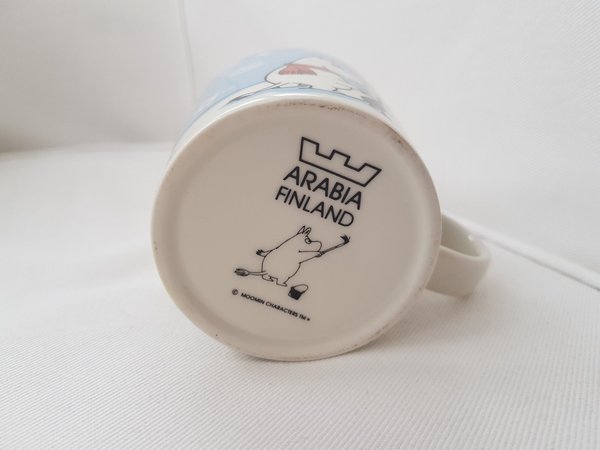 ARABIA
FINLAND
© MOOMIN CHARACTERS TM*